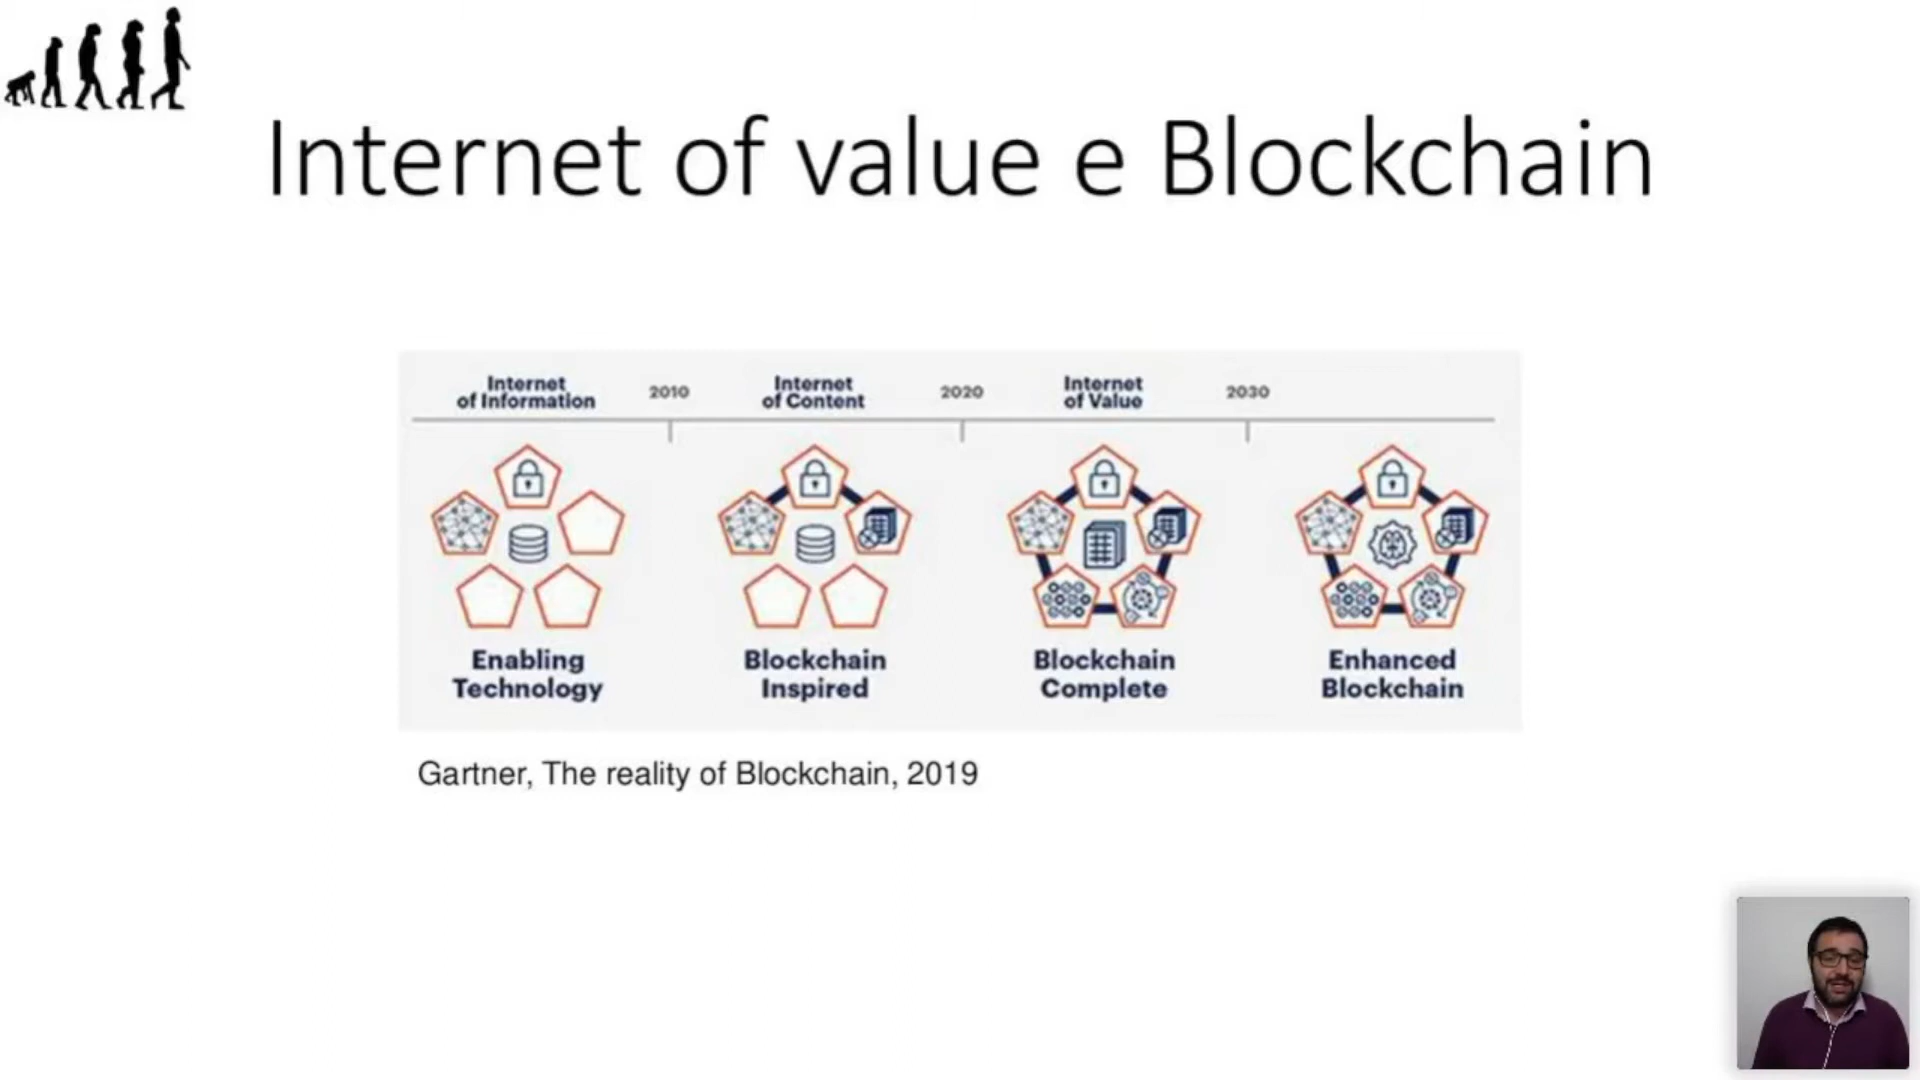 Internet of value e Blockchain
Internet
of Information
2010
Internet
of Content
2020
Internet
of Value
2030
Enabling
Technology
Blockchain
Inspired
Blockchain
Complete
Enhanced
Blockchain
Gartner, The reality of Blockchain, 2019